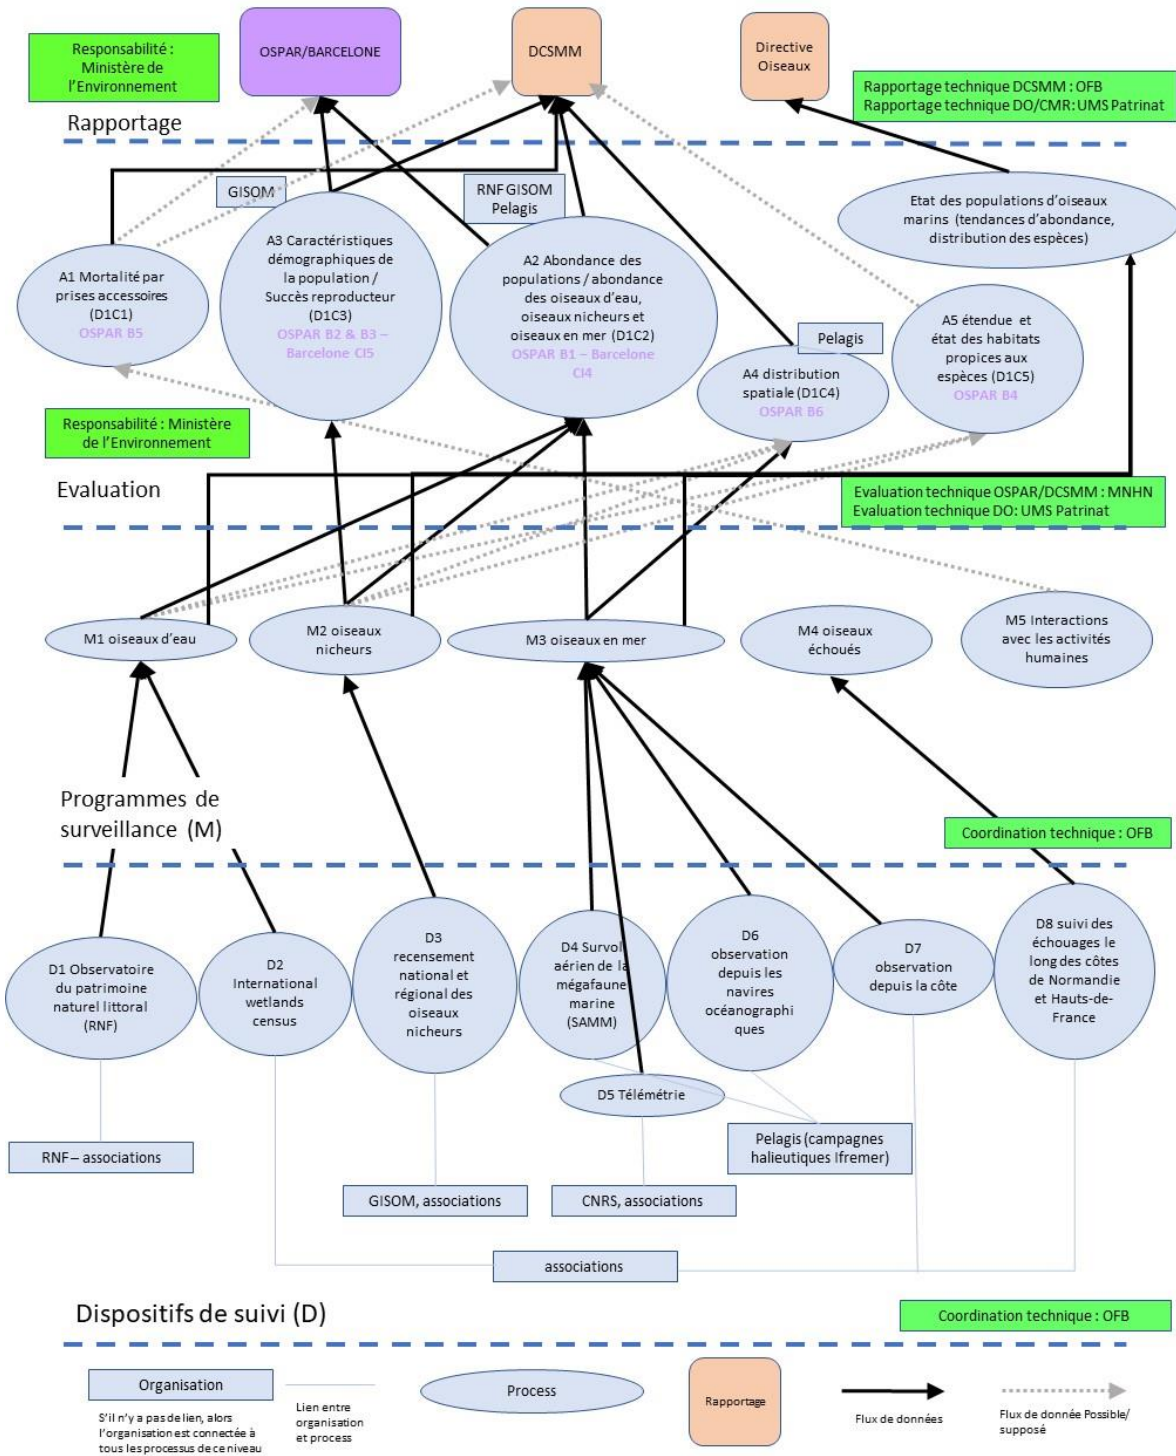 Responsabilité :
Ministère de
l'Environnement
OSPAR/BARCELONE
DCSMM
Directive
Oiseaux
Rapportage technique DCSMM : OFB
Rapportage technique DO/CMR: UMS Patrinat
Rapportage
GISOM
RNF GISOM
Pelagis
Etat des populations d'oiseaux
marins (tendances d'abondance,
distribution des espèces)
A1 Mortalité par
prises accessoires
(D1C1)
OSPAR B5
A3 Caractéristiques
démographiques de
la population /
Succès reproducteur
(D1C3)
OSPAR B2 & B3 –
Barcelone CI5
A2 Abondance des
populations / abondance
des oiseaux d'eau,
oiseaux nicheurs et
oiseaux en mer (D1C2)
OSPAR B1 – Barcelone
CI4
Pelagis
A4 distribution
spatiale (D1C4)
OSPAR B6
A5 étendue et
état des habitats
propices aux
espèces (D1C5)
OSPAR B4
Responsabilité : Ministère
de l'Environnement
Evaluation
Evaluation technique OSPAR/DCSMM : MNHN
Evaluation technique DO: UMS Patrinat
M1 oiseaux d'eau
M2 oiseaux
nicheurs
M3 oiseaux en mer
M4 oiseaux
échoués
M5 Interactions
avec les activités
humaines
Programmes de
surveillance (M)
Coordination technique : OFB
D1 Observatoire
du patrimoine
naturel littoral
(RNF)
D2
International
wetlands
census
D3
recensement
national et
régional des
oiseaux
nicheurs
D4 Survol
aérien de la
mégafaune
marine
(SAMM)
D6
observation
depuis les
navires
océanographi
ques
D7
observation
depuis la côte
D8 suivi des
échouages le
long des côtes
de Normandie
et Hauts-de-
France
D5 Télémétrie
RNF – associations
Pelagis (campagnes
halieutiques Ifremer)
GISOM, associations
CNRS, associations
associations
Dispositifs de suivi (D)
Coordination technique : OFB
Organisation
S'il n'y a pas de lien, alors
l'organisation est connectée à
tous les processus de ce niveau
Lien entre
organisation
et process
Process
Rapportage
Flux de données
Flux de donnée Possible/
supposé